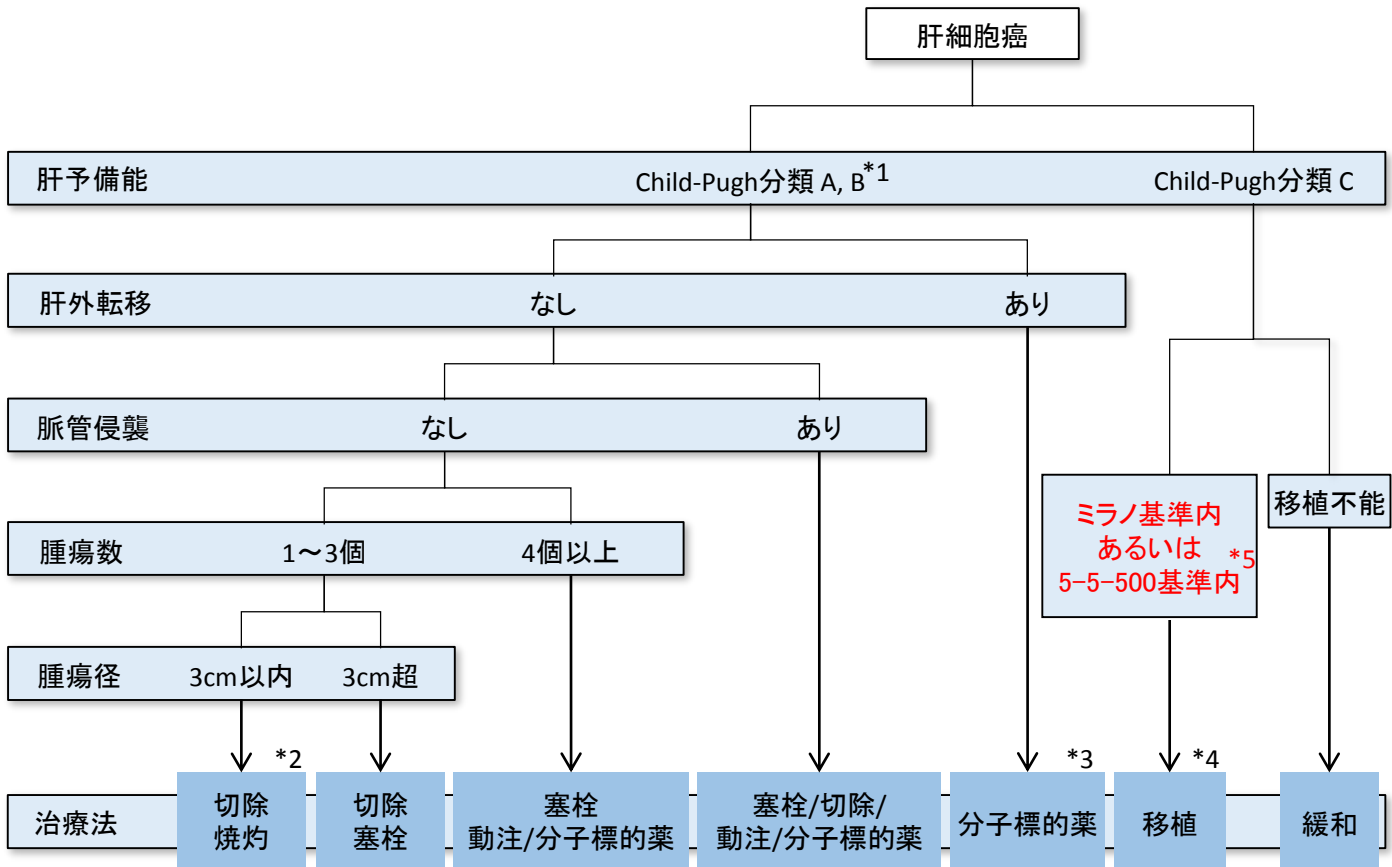 肝細胞癌
肝予備能 Child-Pugh分類 A, B*1 Child-Pugh分類 C
肝外転移 なし あり
脈管侵襲 なし あり
ミラノ基準内
あるいは
5-5-500基準内*5
移植不能
腫瘍数 1～3個 4個以上
腫瘍径 3cm以内 3cm超
*2 *3 *4
治療法
切除
焼灼
切除
塞栓
塞栓
動注/分子標的薬
塞栓/切除/
動注/分子標的薬
分子標的薬
移植
緩和